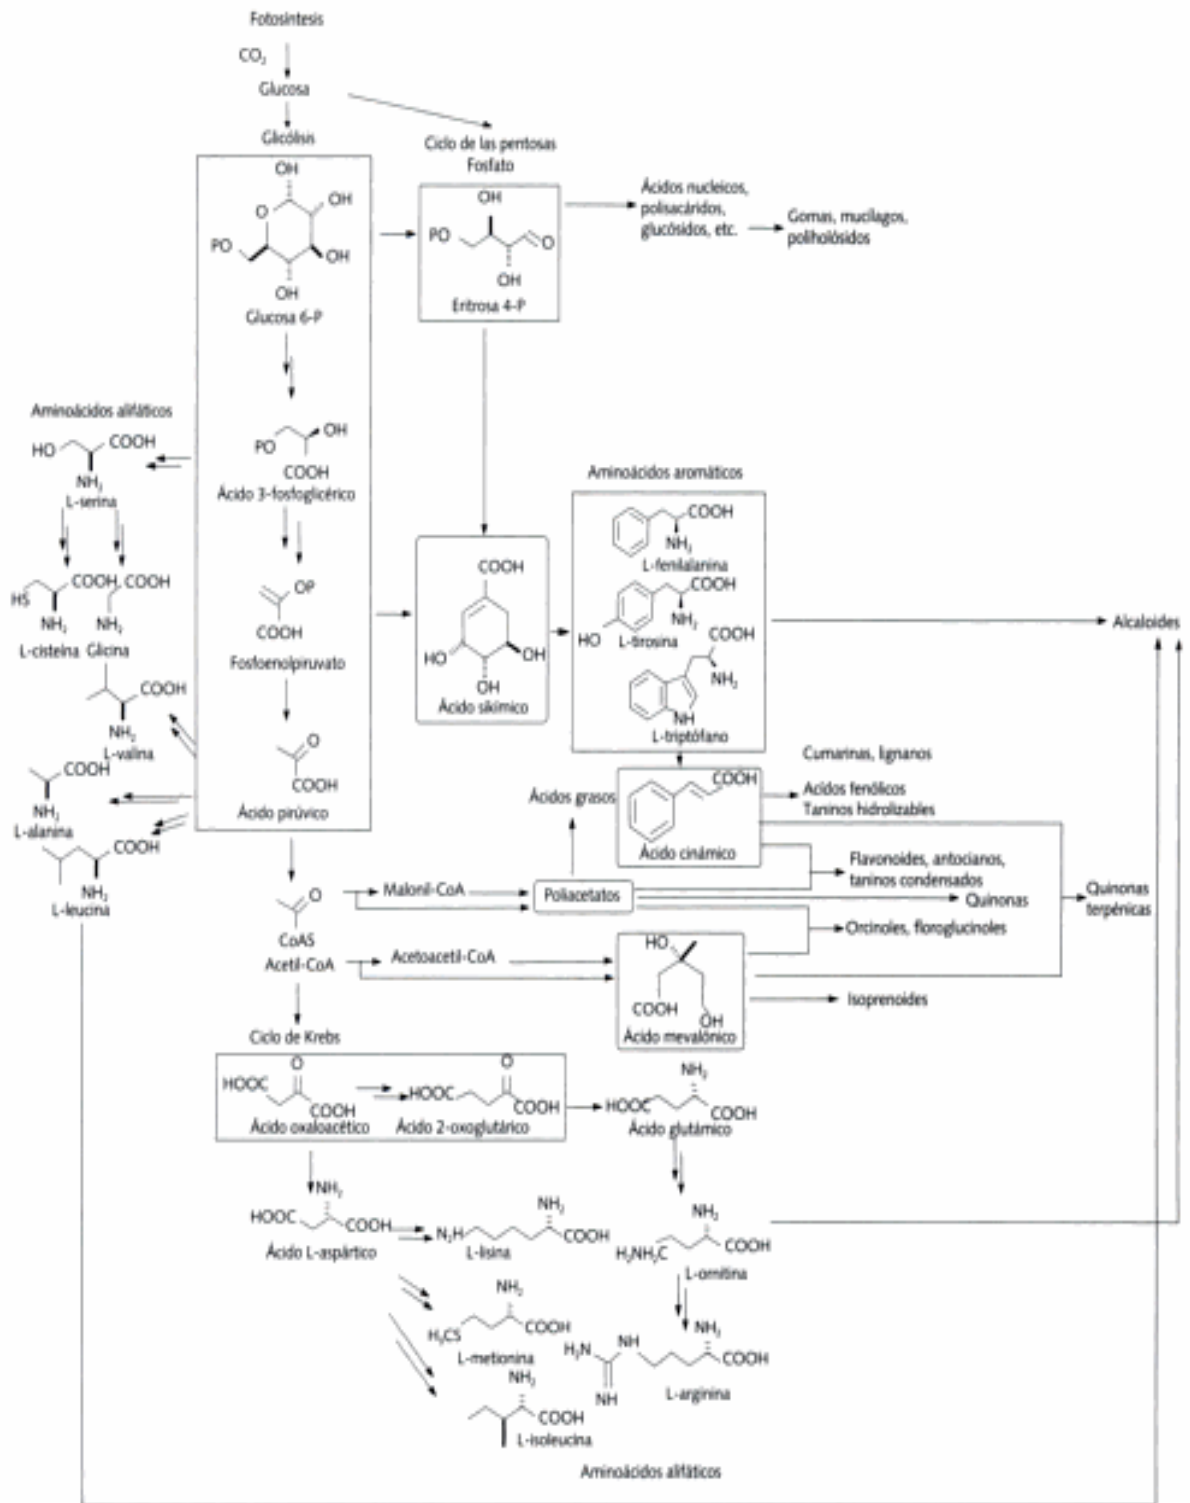 Fotosíntesis
CO₂
Glucosa
Glicólisis
OH
O
OH
PO
OH
OH
Glucosa 6-P
Ciclo de las pentosas
Fosfato
OH
PO
O
OH
Eritrosa 4-P
Ácidos nucleicos,
polisacáridos,
glucósidos, etc.
Gomas, mucílagos,
poliholósidos
Aminoácidos alifáticos
HO
COOH
NH₂
L-serina
PO
OH
COOH
Ácido 3-fosfoglicérico
HS
COOH
COOH
NH₂
NH₂
L-cisteína
Glicina
OP
COOH
Fosfoenolpiruvato
COOH
NH₂
L-valina
O
COOH
Ácido pirúvico
COOH
NH₂
L-alanina
COOH
NH₂
L-leucina
COOH
HO
OH
OH
Ácido sikímico
Aminoácidos aromáticos
COOH
NH₂
L-fenilalanina
COOH
NH₂
HO
L-tirosina
COOH
NH₂
NH
L-triptófano
Alcaloides
Ácidos grasos
COOH
Ácido cinámico
Cumarinas, lignanos
Acidos fenólicos
Taninos hidrolizables
Flavonoides, antocianos,
taninos condensados
Quinonas
Quinonas
terpénicas
Orcinoles, floroglucinoles
O
CoAS
Acetil-CoA
Malonil-CoA
Poliacetatos
Acetoacetil-CoA
HO
COOH
OH
Ácido mevalónico
Isoprenoides
Ciclo de Krebs
HOOC
O
COOH
Ácido oxaloacético
HOOC
O
COOH
Ácido 2-oxoglutárico
NH₂
HOOC
COOH
Ácido glutámico
NH₂
HOOC
COOH
Ácido L-aspártico
NH₂
N₂H
COOH
L-lisina
NH₂
H₂NH₂C
COOH
L-ornitina
NH₂
H₃CS
COOH
L-metionina
NH₂
H₂N
NH
COOH
NH
L-arginina
NH₂
COOH
L-isoleucina
Aminoácidos alifáticos